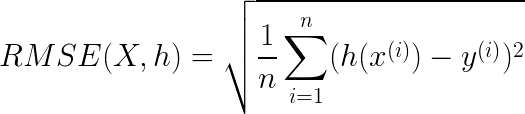 $RMSE(X, h) = \sqrt{\frac{1}{n} \sum_{i=1}^{n} (h(x^{(i)}) - y^{(i)})^2}$